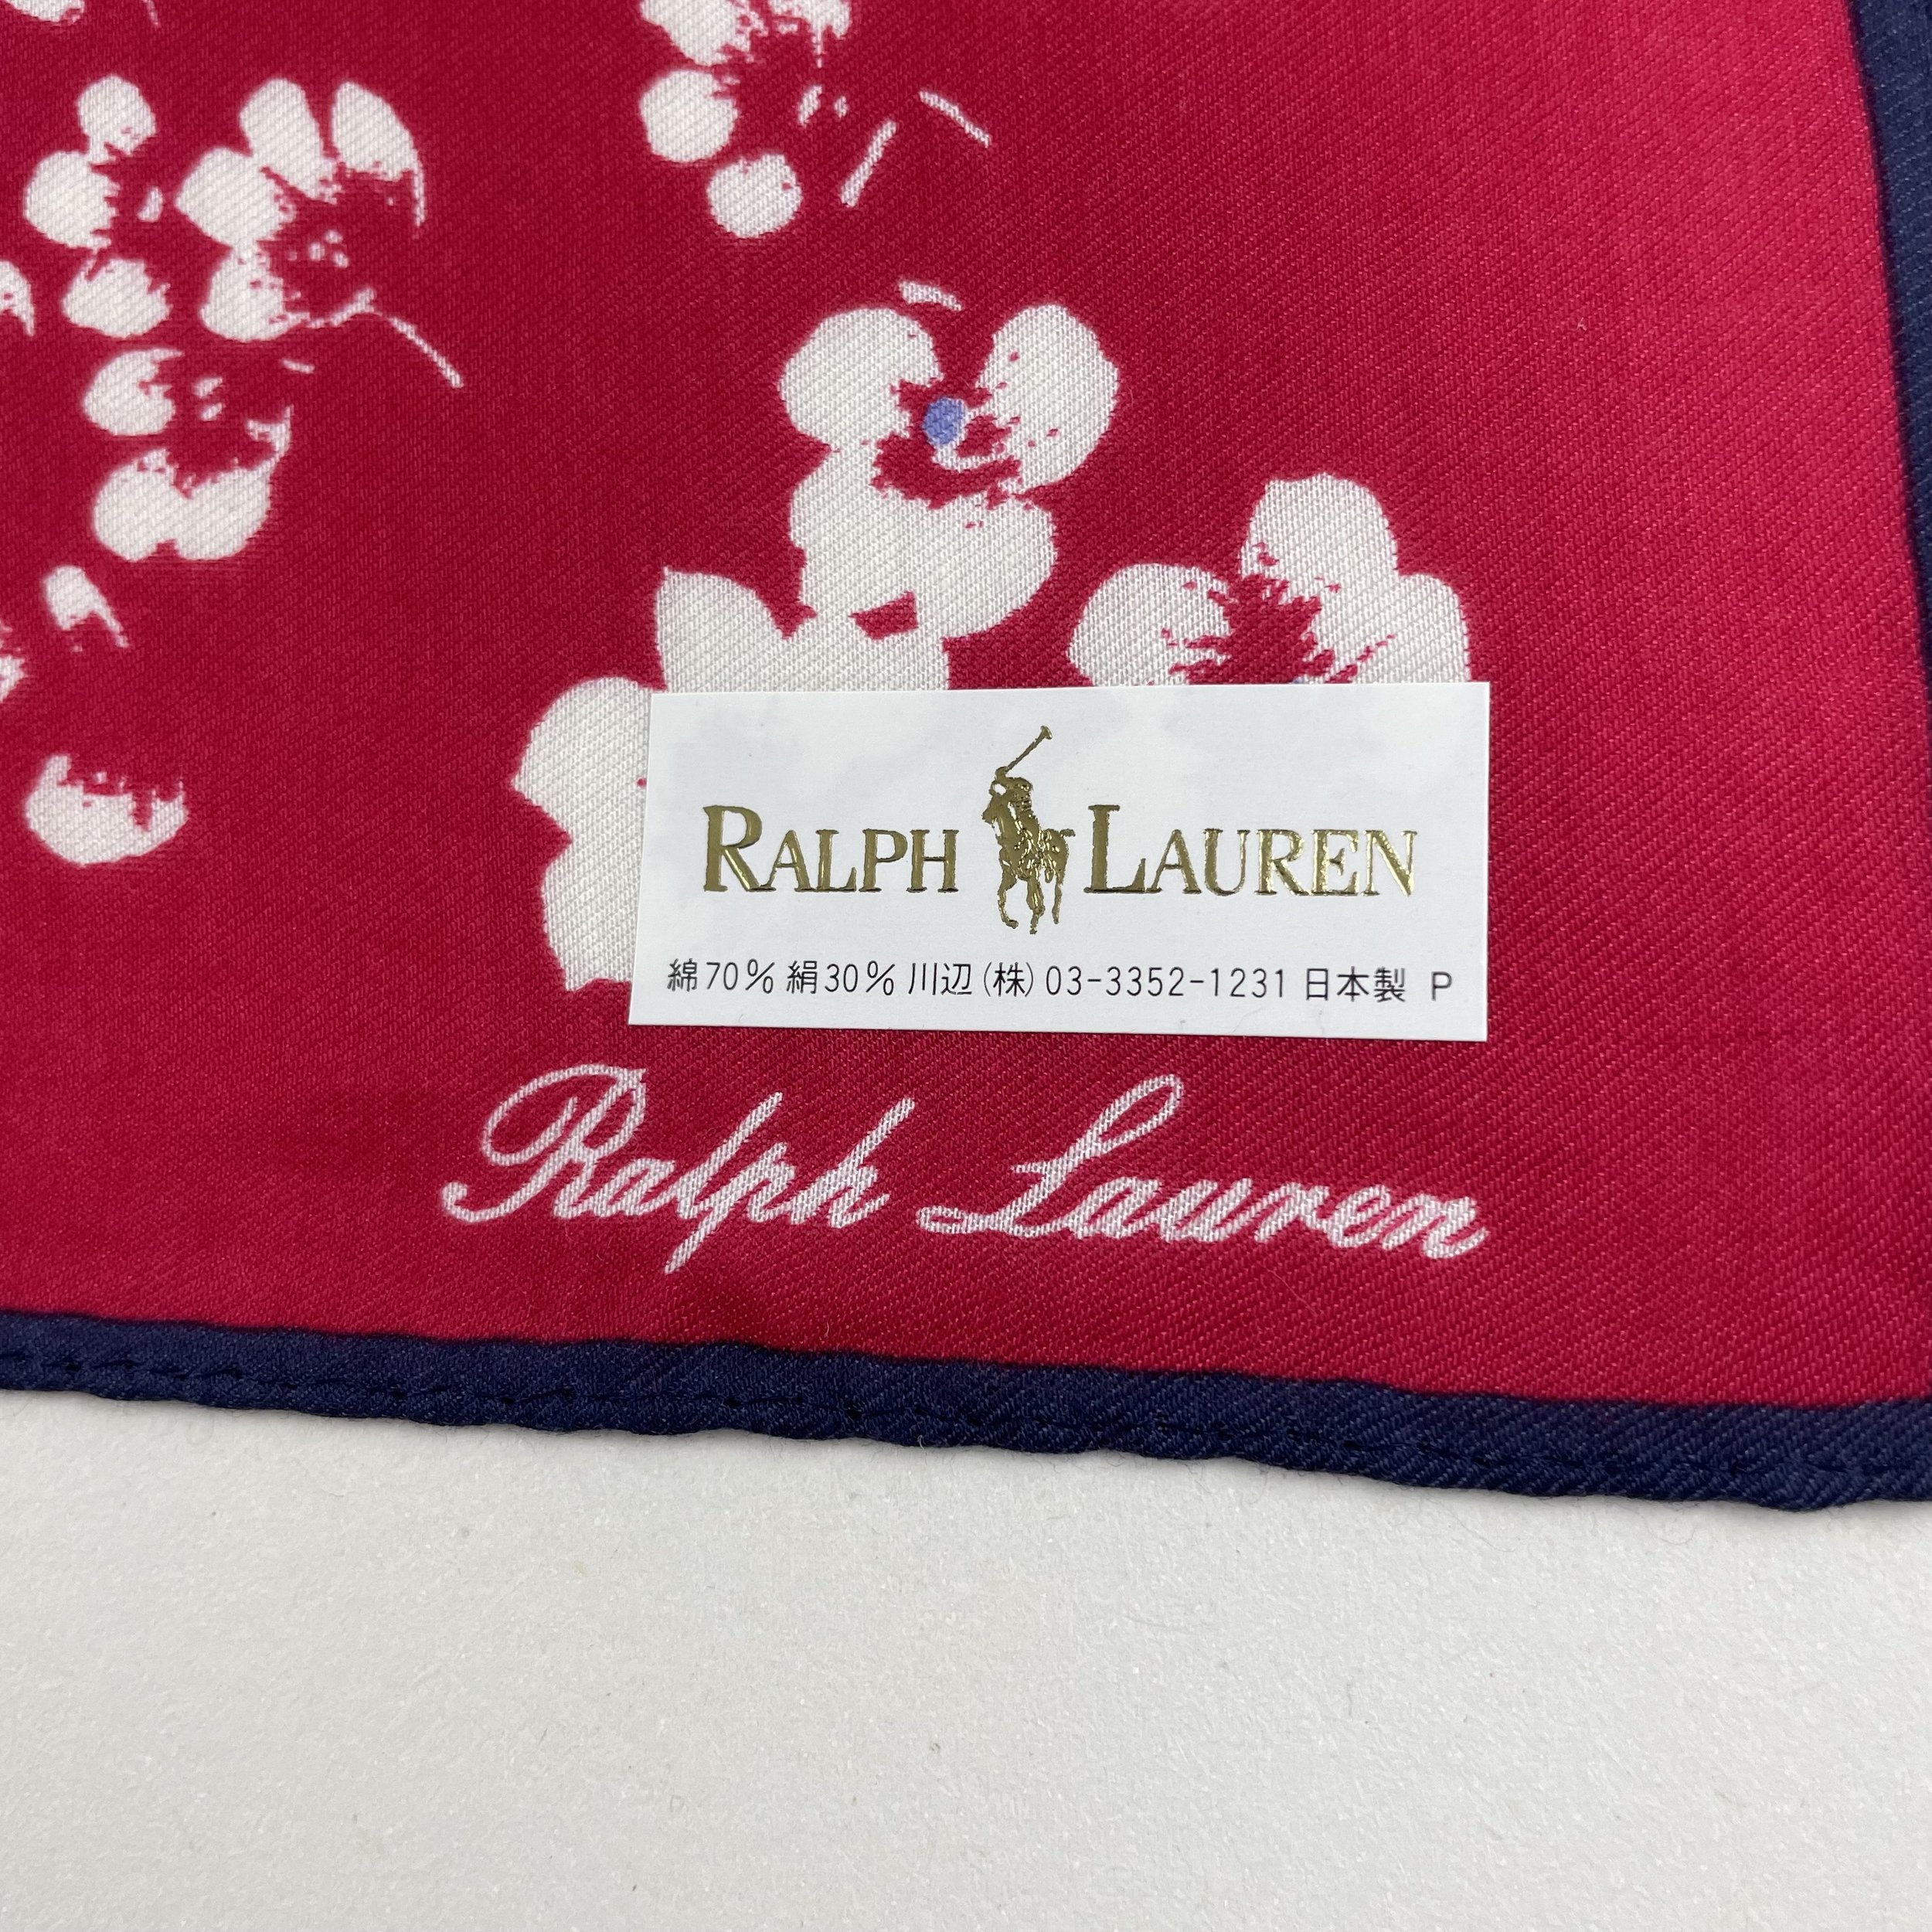 RALPH LAUREN
綿70% 絹30% 川辺(株)03-3352-1231 日本製 P
Ralph Lauren